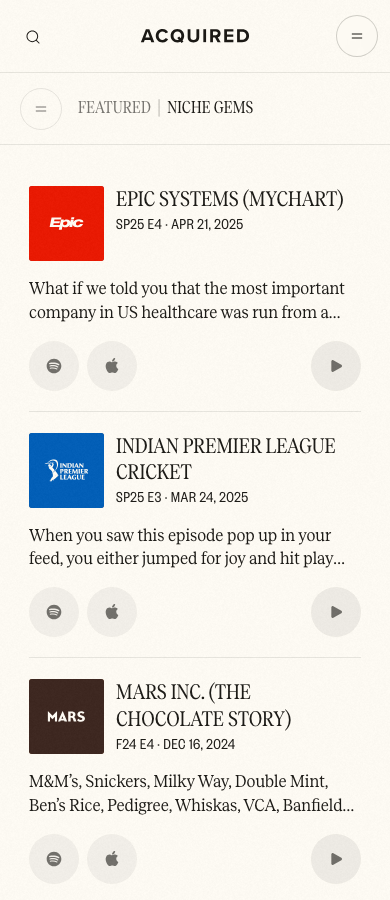 ACQUIRED
FEATURED | NICHE GEMS
Epic
EPIC SYSTEMS (MYCHART)
SP25 E4 · APR 21, 2025
What if we told you that the most important
company in US healthcare was run from a...
INDIAN
PREMIER
LEAGUE
INDIAN PREMIER LEAGUE
CRICKET
SP25 E3 · MAR 24, 2025
When you saw this episode pop up in your
feed, you either jumped for joy and hit play...
MARS
MARS INC. (THE
CHOCOLATE STORY)
F24 E4 · DEC 16, 2024
M&M's, Snickers, Milky Way, Double Mint,
Ben's Rice, Pedigree, Whiskas, VCA, Banfield...